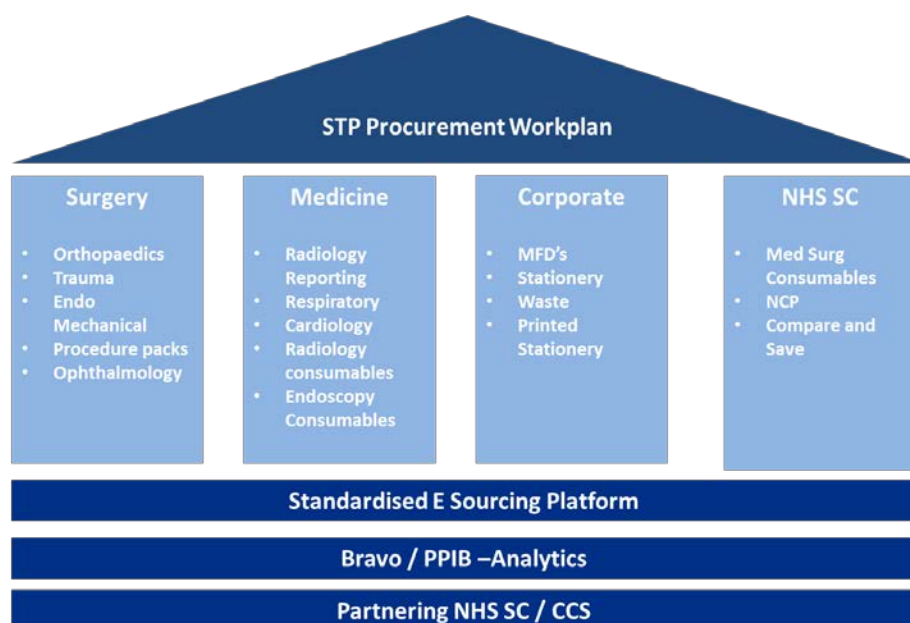 STP Procurement Workplan
Surgery
• Orthopaedics
• Trauma
• Endo
Mechanical
• Procedure packs
• Ophthalmology
Medicine
• Radiology
Reporting
• Respiratory
• Cardiology
• Radiology
consumables
• Endoscopy
Consumables
Corporate
• MFD’s
• Stationery
• Waste
• Printed
Stationery
NHS SC
• Med Surg
Consumables
• NCP
• Compare and
Save
Standardised E Sourcing Platform
Bravo / PPIB –Analytics
Partnering NHS SC / CCS